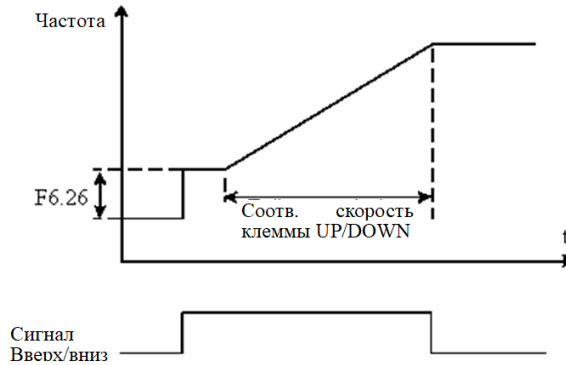 Частота
F6.26
Соотв. скорость
клеммы UP/DOWN
t
Сигнал
Вверх/вниз